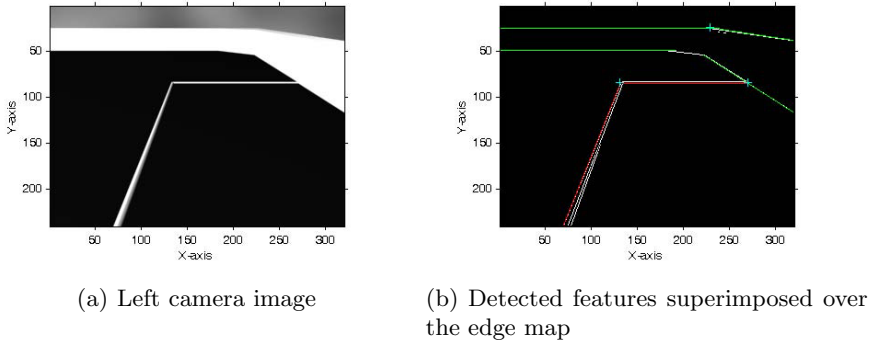 50
100
150
200
Y-axis
50 100 150 200 250 300
X-axis
50
100
150
200
Y-axis
50 100 150 200 250 300
X-axis
(a) Left camera image
(b) Detected features superimposed over
the edge map